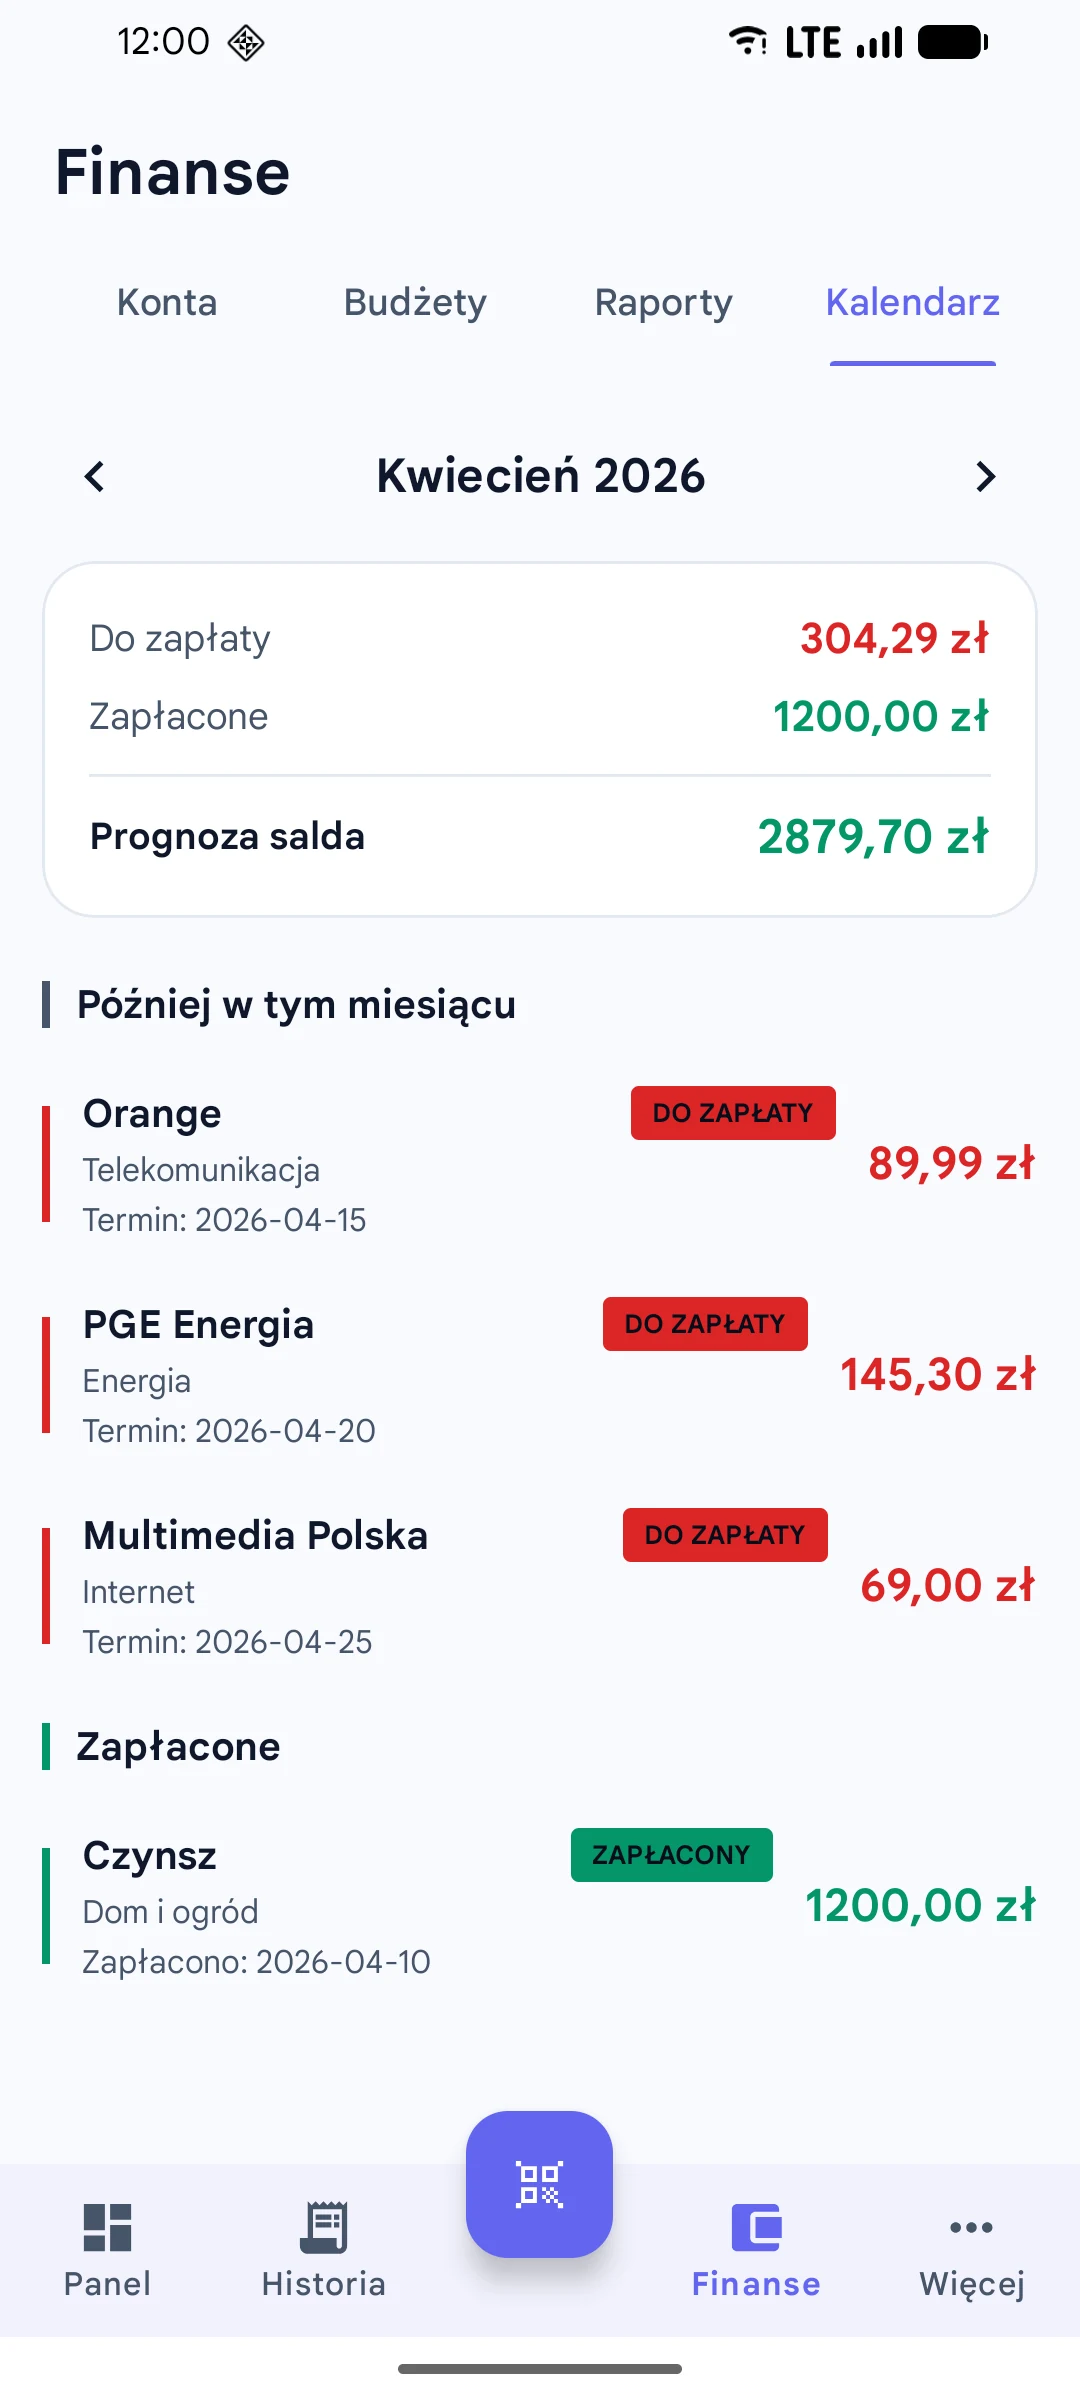 12:00
LTE
Finanse
Konta Budżety Raporty Kalendarz
Kwiecień 2026
Do zapłaty 304,29 zł
Zapłacone 1200,00 zł
Prognoza salda 2879,70 zł
Później w tym miesiącu
Orange DO ZAPŁATY
Telekomunikacja 89,99 zł
Termin: 2026-04-15
PGE Energia DO ZAPŁATY
Energia 145,30 zł
Termin: 2026-04-20
Multimedia Polska DO ZAPŁATY
Internet 69,00 zł
Termin: 2026-04-25
Zapłacone
Czynsz ZAPŁACONY
Dom i ogród 1200,00 zł
Zapłacono: 2026-04-10
Panel Historia Finanse Więcej